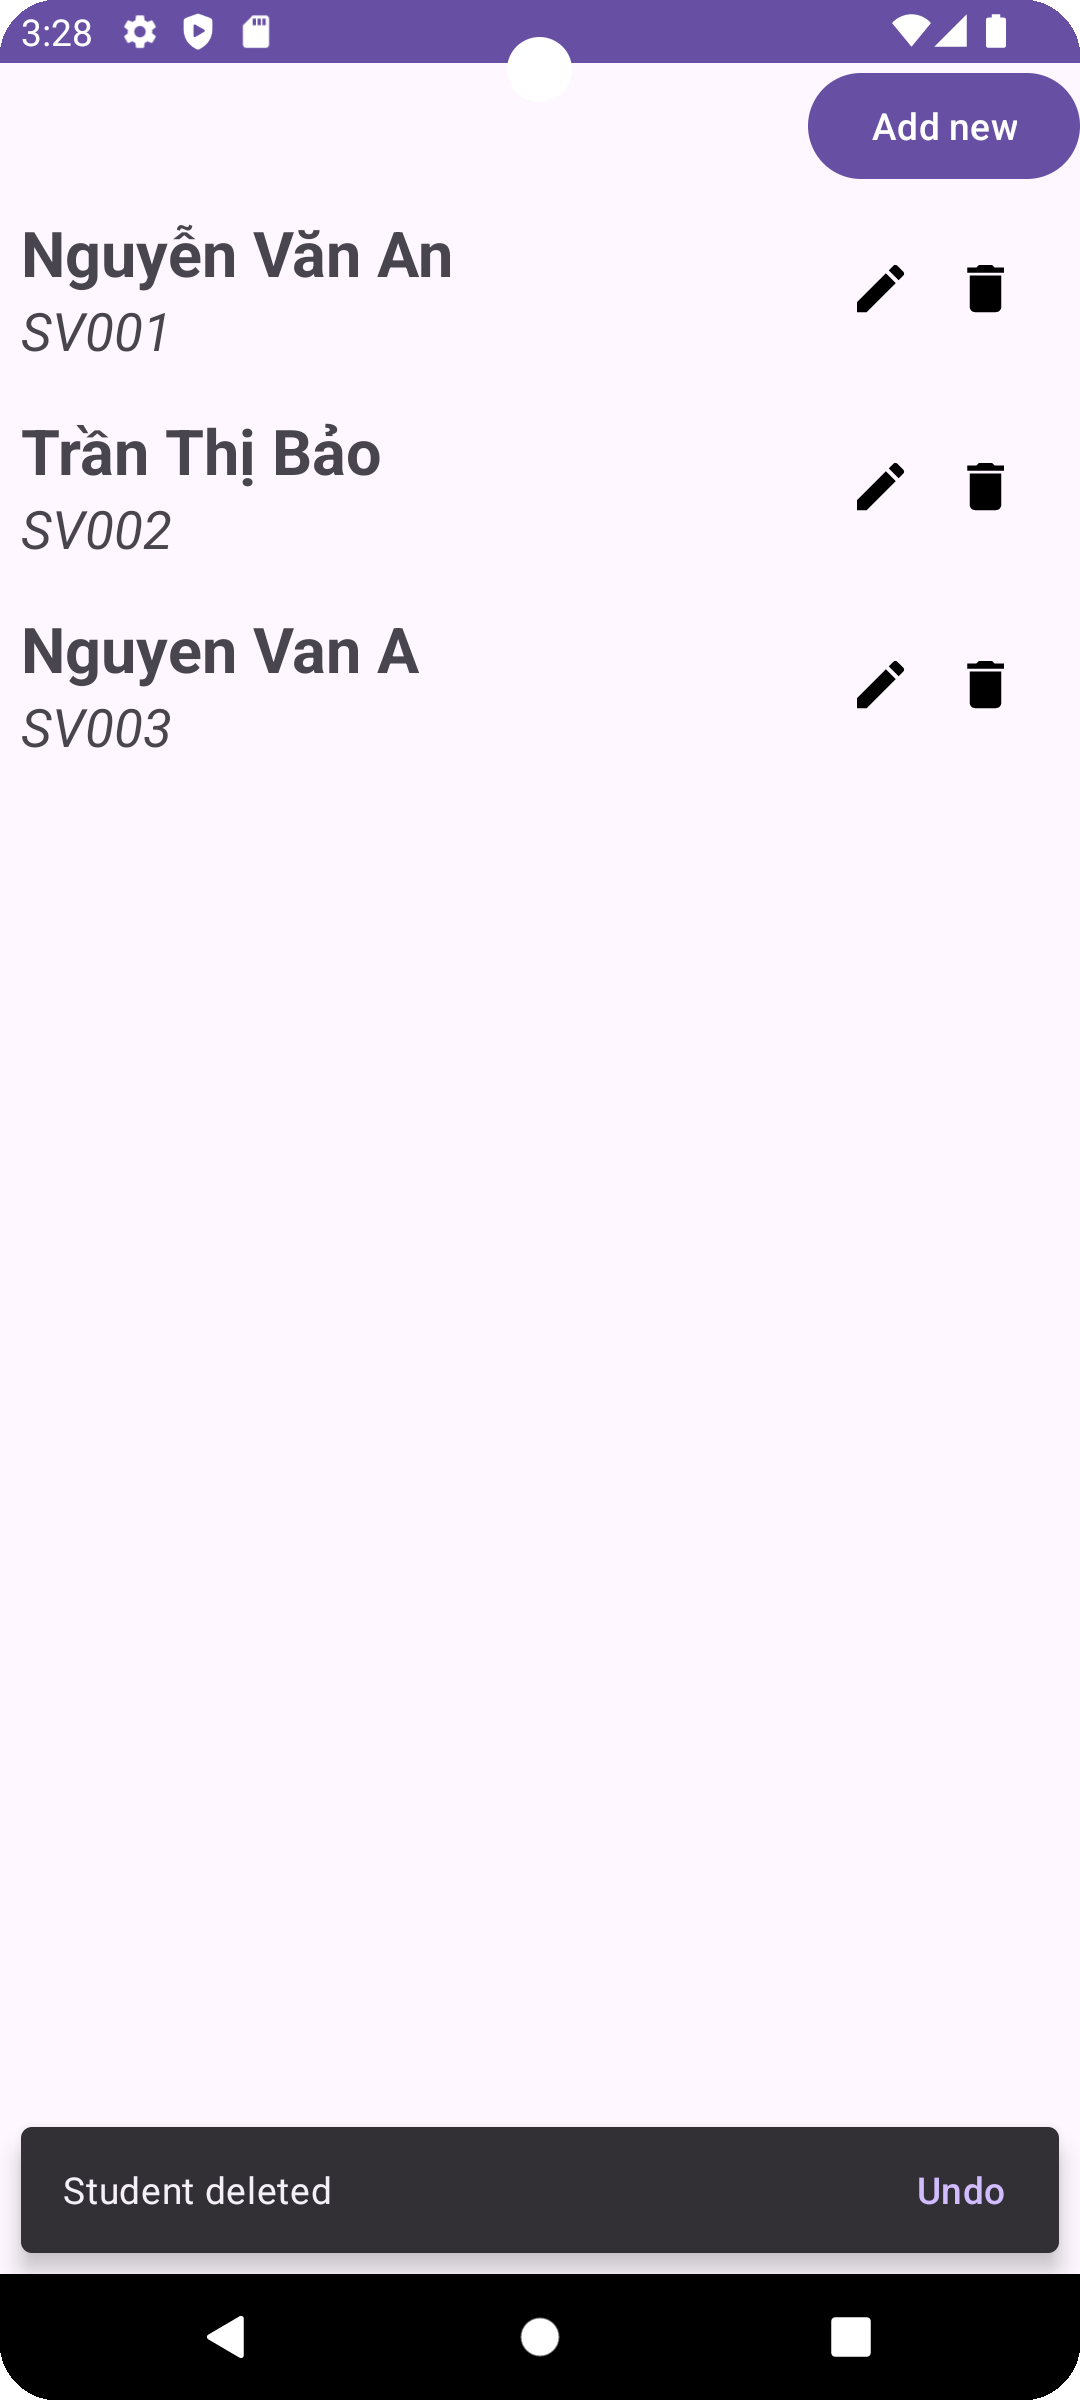 3:28
Add new
Nguyễn Văn An
SV001
Trần Thị Bảo
SV002
Nguyen Van A
SV003
Student deleted
Undo